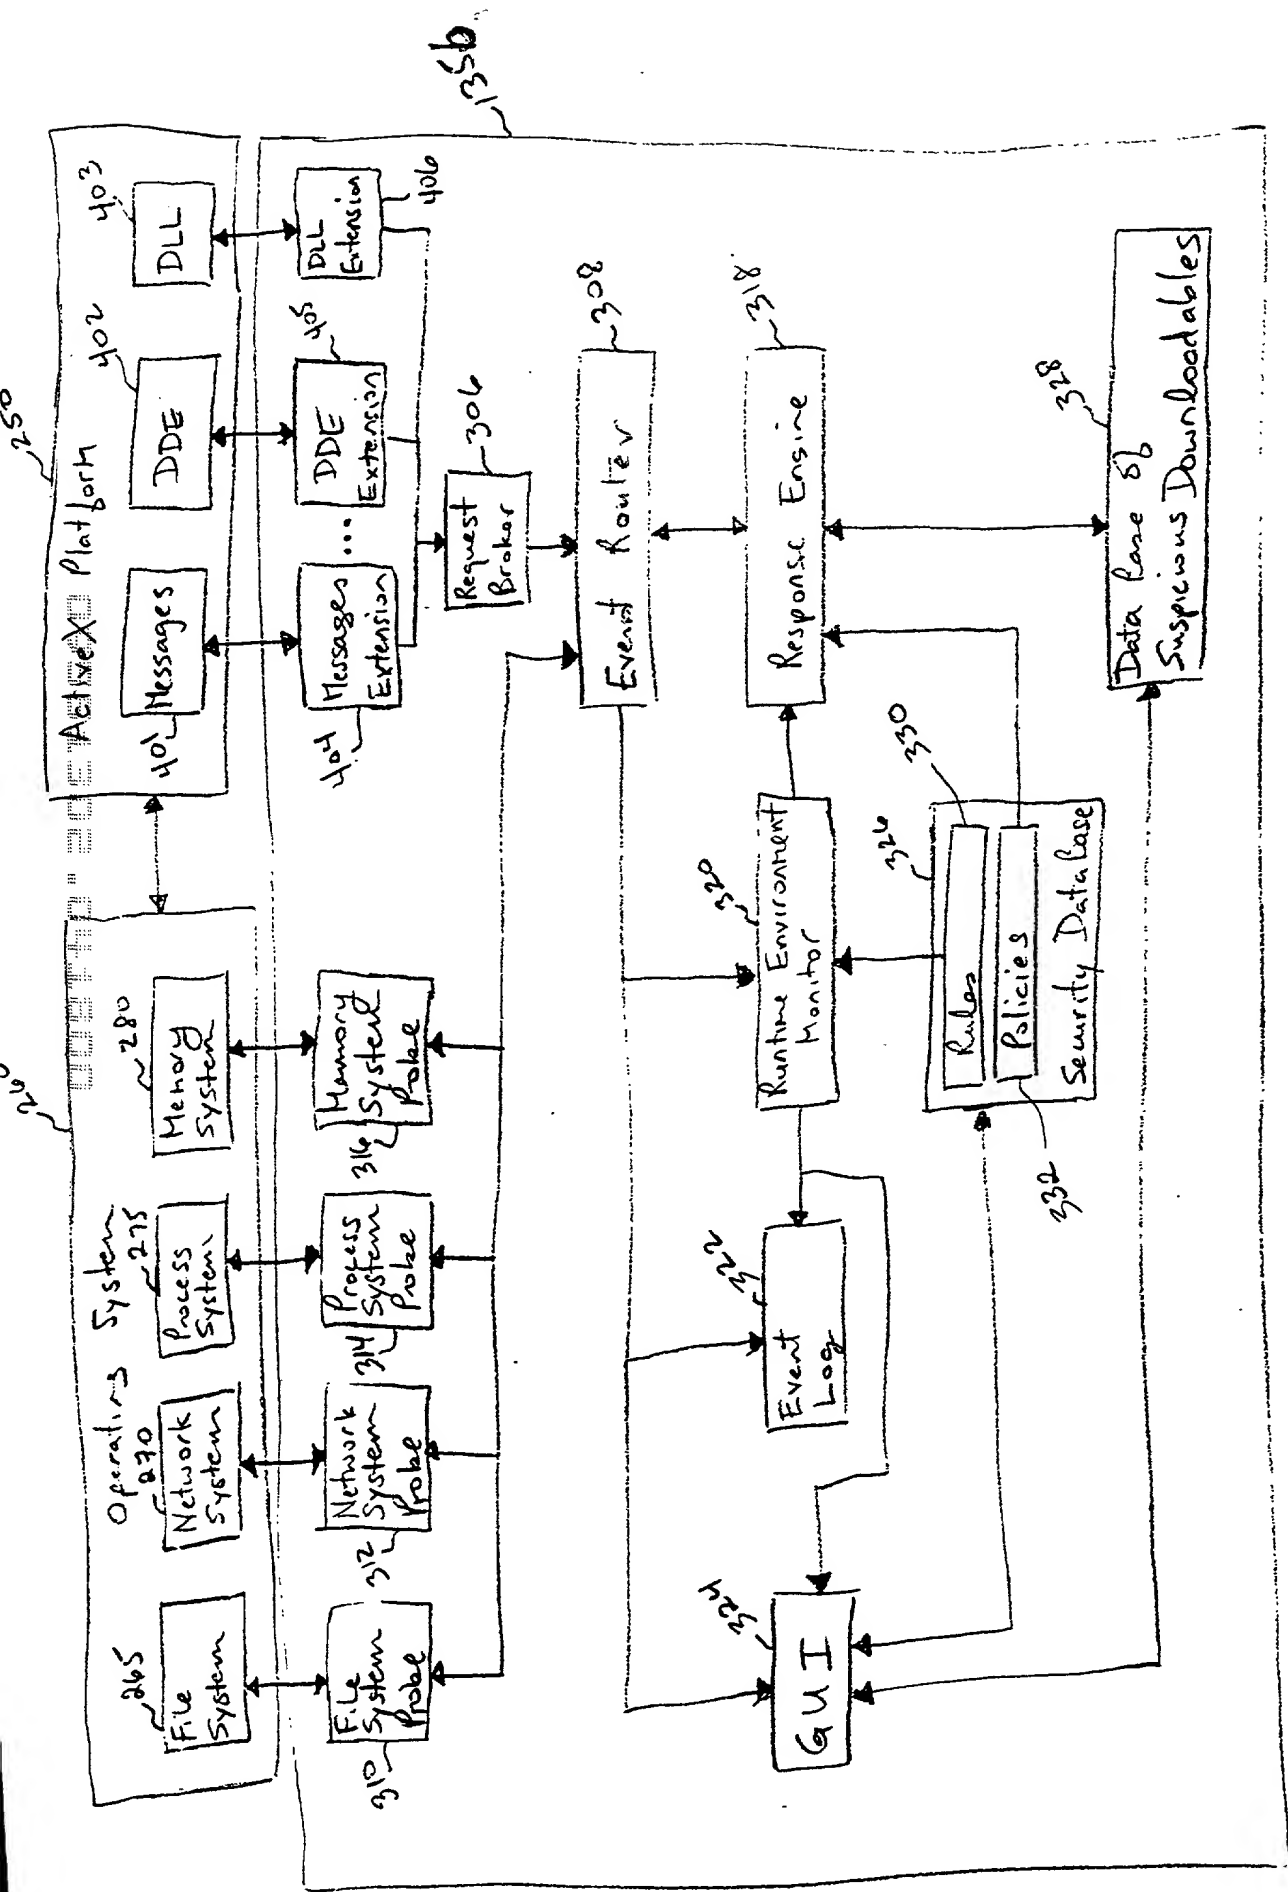 260
Operating System
250
ActiveX Platform
265
File
System
270
Network
System
275
Process
System
280
Memory
System
401
Messages
402
DDE
403
DLL
135b
310
File
System
Probe
312
Network
System
Probe
314
Process
System
Probe
316
Memory
System
Probe
404
Messages
Extension
...
405
DDE
Extension
406
DLL
Extension
306
Request
Broker
308
Event Router
318
Response Engine
320
Runtime Environment
Monitor
322
Event
Log
324
GUI
326
330
Rules
332
Policies
Security Database
328
Data Base of
Suspicious Downloadables